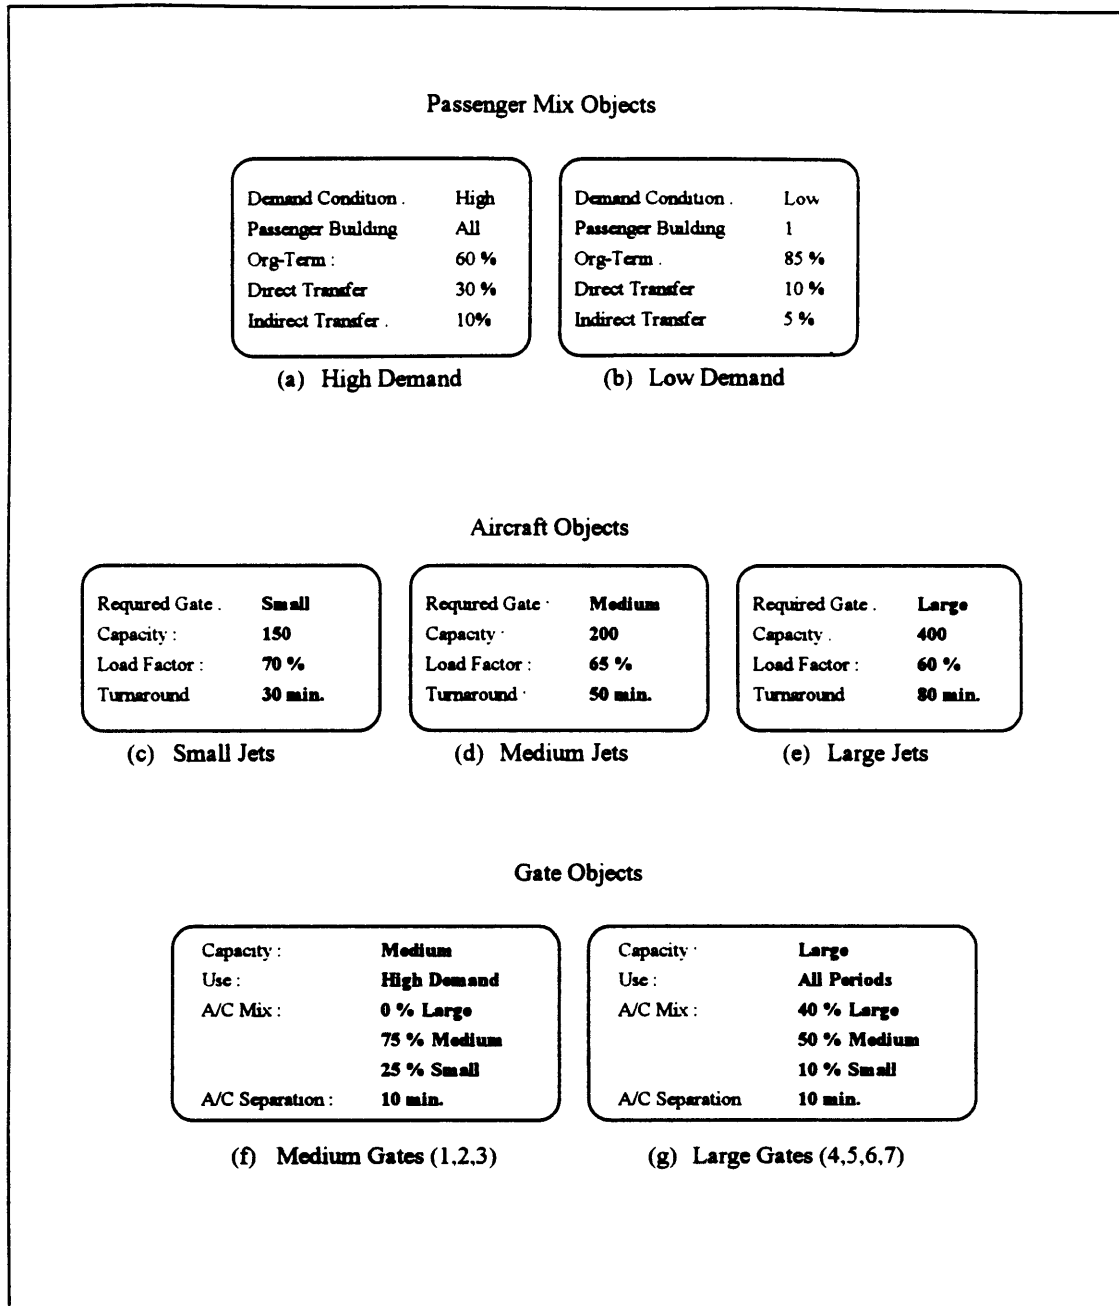 Passenger Mix Objects
Demand Condition . High
Passenger Building All
Org-Term : 60 %
Direct Transfer 30 %
Indirect Transfer . 10%
(a) High Demand
Demand Condition . Low
Passenger Building 1
Org-Term . 85 %
Direct Transfer 10 %
Indirect Transfer 5 %
(b) Low Demand
Aircraft Objects
Required Gate . Small
Capacity : 150
Load Factor : 70 %
Turnaround 30 min.
(c) Small Jets
Required Gate · Medium
Capacity · 200
Load Factor : 65 %
Turnaround · 50 min.
(d) Medium Jets
Required Gate . Large
Capacity . 400
Load Factor : 60 %
Turnaround 80 min.
(e) Large Jets
Gate Objects
Capacity : Medium
Use : High Demand
A/C Mix : 0 % Large
75 % Medium
25 % Small
A/C Separation : 10 min.
(f) Medium Gates (1,2,3)
Capacity · Large
Use : All Periods
A/C Mix : 40 % Large
50 % Medium
10 % Small
A/C Separation 10 min.
(g) Large Gates (4,5,6,7)